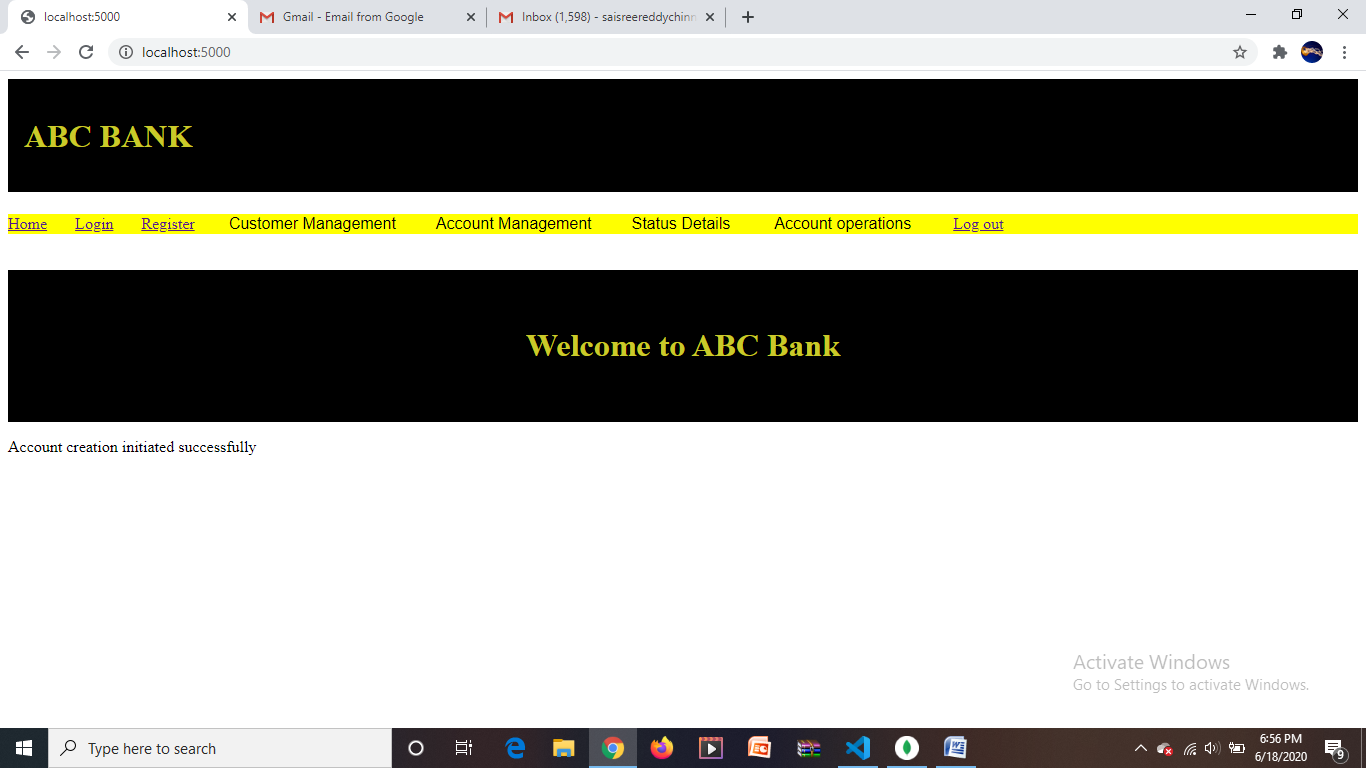 localhost:5000
Gmail - Email from Google
Inbox (1,598) - saisreereddychinn
localhost:5000
ABC BANK
Home Login Register Customer Management Account Management Status Details Account operations Log out
Welcome to ABC Bank
Account creation initiated successfully
Activate Windows
Go to Settings to activate Windows.
Type here to search
6:56 PM
6/18/2020
9